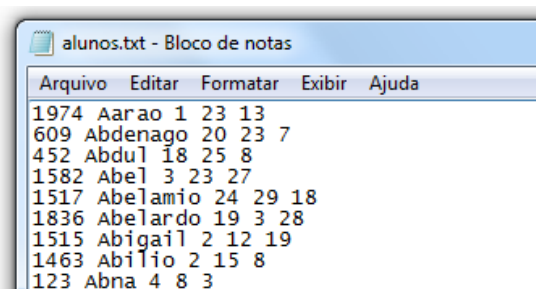 alunos.txt - Bloco de notas
Arquivo Editar Formatar Exibir Ajuda
1974 Aarao 1 23 13
609 Abdenago 20 23 7
452 Abdul 18 25 8
1582 Abel 3 23 27
1517 Abelamio 24 29 18
1836 Abelardo 19 3 28
1515 Abigail 2 12 19
1463 Abilio 2 15 8
123 Abna 4 8 3